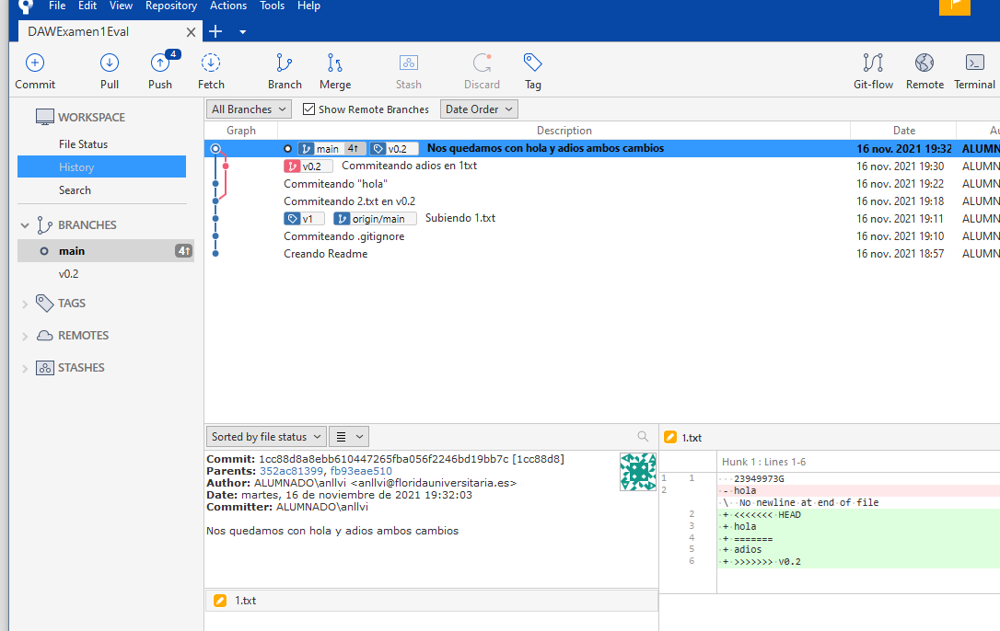 File Edit View Repository Actions Tools Help
DAWExamen1Eval
4
Commit Pull Push Fetch Branch Merge Stash Discard Tag Git-flow Remote Terminal
WORKSPACE
File Status
History
Search
BRANCHES
main 4↑
v0.2
TAGS
REMOTES
STASHES
All Branches Show Remote Branches Date Order
Graph Description Date Au
main 4↑ v0.2 Nos quedamos con hola y adios ambos cambios 16 nov. 2021 19:32 ALUMN
v0.2 Commiteando adios en 1txt 16 nov. 2021 19:30 ALUMN
Commiteando "hola" 16 nov. 2021 19:22 ALUMN
Commiteando 2.txt en v0.2 16 nov. 2021 19:18 ALUMN
v1 origin/main Subiendo 1.txt 16 nov. 2021 19:11 ALUMN
Commiteando .gitignore 16 nov. 2021 19:10 ALUMN
Creando Readme 16 nov. 2021 18:57 ALUMN
Sorted by file status
Commit: 1cc88d8a8ebb610447265fba056f2246bd19bb7c [1cc88d8]
Parents: 352ac81399, fb93eae510
Author: ALUMNADO\anllvi <anllvi@floridauniversitaria.es>
Date: martes, 16 de noviembre de 2021 19:32:03
Committer: ALUMNADO\anllvi
Nos quedamos con hola y adios ambos cambios
1.txt
1.txt
Hunk 1 : Lines 1-6
1 1 23949973G
2 - hola
\ No newline at end of file
2 + <<<<<<< HEAD
3 + hola
4 + =======
5 + adios
6 + >>>>>>> v0.2